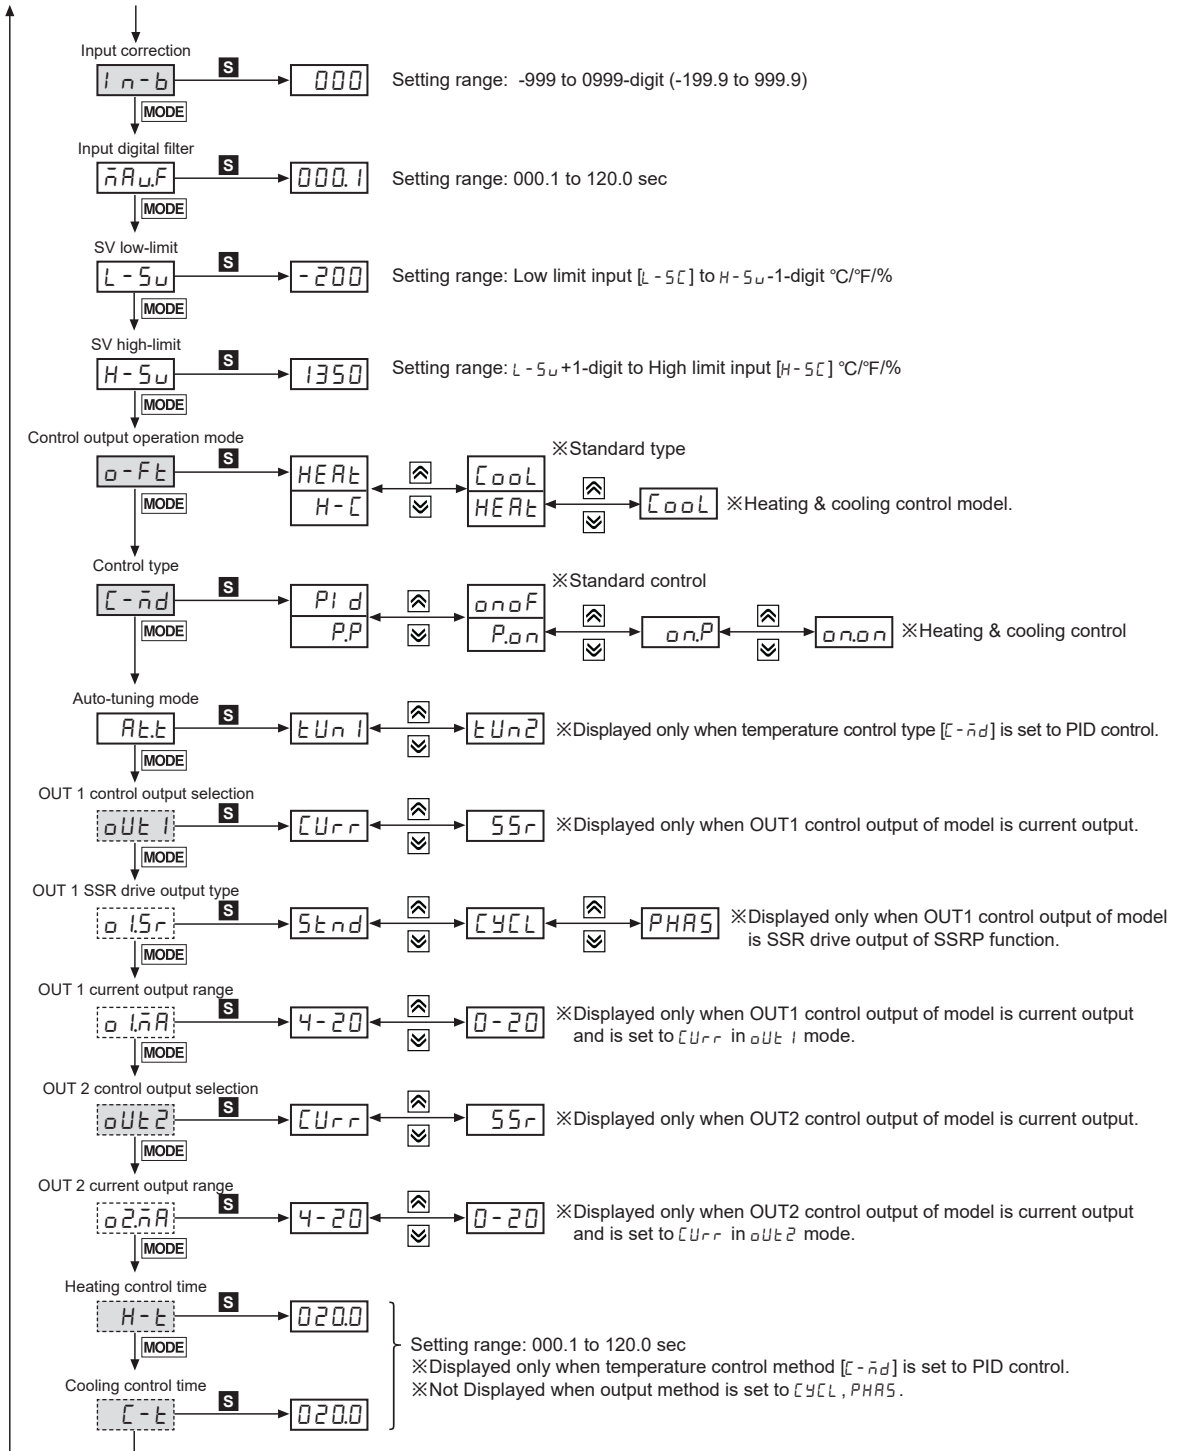 Input correction
In-b S 000 Setting range: -999 to 0999-digit (-199.9 to 999.9)
MODE
Input digital filter
mAv.F S 000.1 Setting range: 000.1 to 120.0 sec
MODE
SV low-limit
L-Sv S -200 Setting range: Low limit input [L-SC] to H-Sv-1-digit ℃/℉/%
MODE
SV high-limit
H-Sv S 1350 Setting range: L-Sv+1-digit to High limit input [H-SC] ℃/℉/%
MODE
Control output operation mode
※Standard type
o-Ft S HEAt CooL
H-C HEAt CooL ※Heating & cooling control model.
MODE
Control type
※Standard control
C-md S PId onoF
P.P P.on on.P on.on ※Heating & cooling control
MODE
Auto-tuning mode
At.t S tUn1 tUn2 ※Displayed only when temperature control type [C-md] is set to PID control.
MODE
OUT 1 control output selection
oUt1 S CUrr SSr ※Displayed only when OUT1 control output of model is current output.
MODE
OUT 1 SSR drive output type
o1.Sr S Stnd CYCL PHAS ※Displayed only when OUT1 control output of model
is SSR drive output of SSRP function.
MODE
OUT 1 current output range
o1.mA S 4-20 0-20 ※Displayed only when OUT1 control output of model is current output
and is set to CUrr in oUt1 mode.
MODE
OUT 2 control output selection
oUt2 S CUrr SSr ※Displayed only when OUT2 control output of model is current output.
MODE
OUT 2 current output range
o2.mA S 4-20 0-20 ※Displayed only when OUT2 control output of model is current output
and is set to CUrr in oUt2 mode.
MODE
Heating control time
H-t S 020.0
Setting range: 000.1 to 120.0 sec
MODE
※Displayed only when temperature control method [C-md] is set to PID control.
Cooling control time
※Not Displayed when output method is set to CYCL, PHAS.
C-t S 020.0